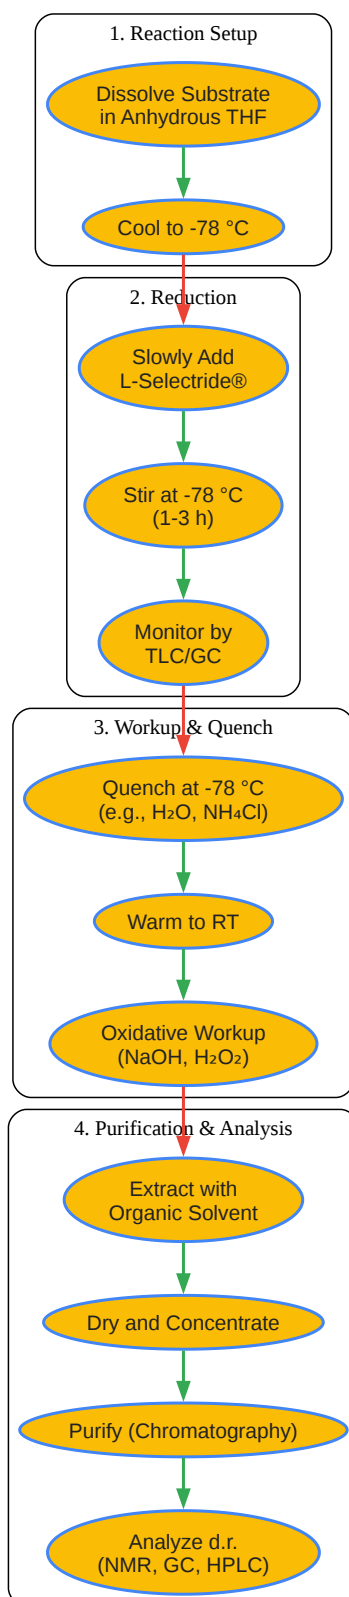 1. Reaction Setup
Dissolve Substrate
in Anhydrous THF
Cool to -78 °C
2. Reduction
Slowly Add
L-Selectride®
Stir at -78 °C
(1-3 h)
Monitor by
TLC/GC
3. Workup & Quench
Quench at -78 °C
(e.g., H₂O, NH₄Cl)
Warm to RT
Oxidative Workup
(NaOH, H₂O₂)
4. Purification & Analysis
Extract with
Organic Solvent
Dry and Concentrate
Purify (Chromatography)
Analyze d.r.
(NMR, GC, HPLC)